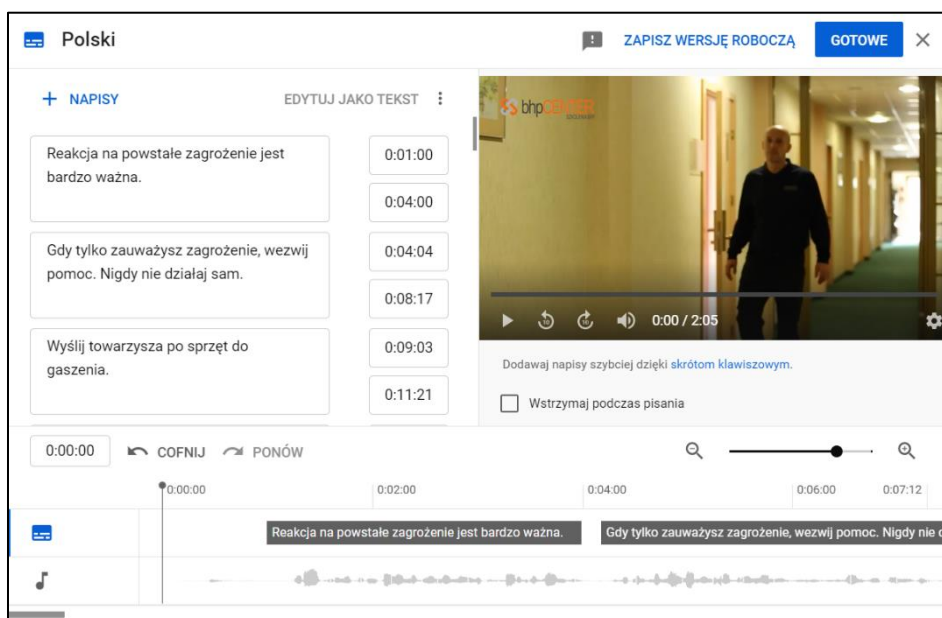 Polski
ZAPISZ WERSJĘ ROBOCZĄ
GOTOWE
+ NAPISY
EDYTUJ JAKO TEKST
Reakcja na powstałe zagrożenie jest
bardzo ważna.
0:01:00
0:04:00
Gdy tylko zauważysz zagrożenie, wezwij
pomoc. Nigdy nie działaj sam.
0:04:04
0:08:17
Wyślij towarzysza po sprzęt do
gaszenia.
0:09:03
0:11:21
bhpCENTER
0:00 / 2:05
Dodawaj napisy szybciej dzięki skrótom klawiszowym.
Wstrzymaj podczas pisania
0:00:00
COFNIJ
PONÓW
0:00:00
0:02:00
0:04:00
0:06:00
0:07:12
Reakcja na powstałe zagrożenie jest bardzo ważna.
Gdy tylko zauważysz zagrożenie, wezwij pomoc. Nigdy nie